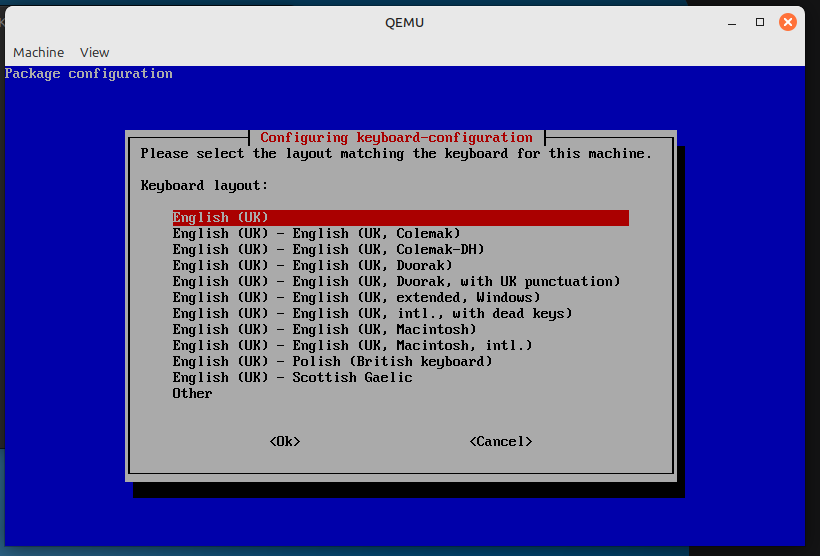 QEMU
Machine View
Package configuration
Configuring keyboard-configuration
Please select the layout matching the keyboard for this machine.
Keyboard layout:
English (UK)
English (UK) - English (UK, Colemak)
English (UK) - English (UK, Colemak-DH)
English (UK) - English (UK, Dvorak)
English (UK) - English (UK, Dvorak, with UK punctuation)
English (UK) - English (UK, extended, Windows)
English (UK) - English (UK, intl., with dead keys)
English (UK) - English (UK, Macintosh)
English (UK) - English (UK, Macintosh, intl.)
English (UK) - Polish (British keyboard)
English (UK) - Scottish Gaelic
Other
<Ok> <Cancel>